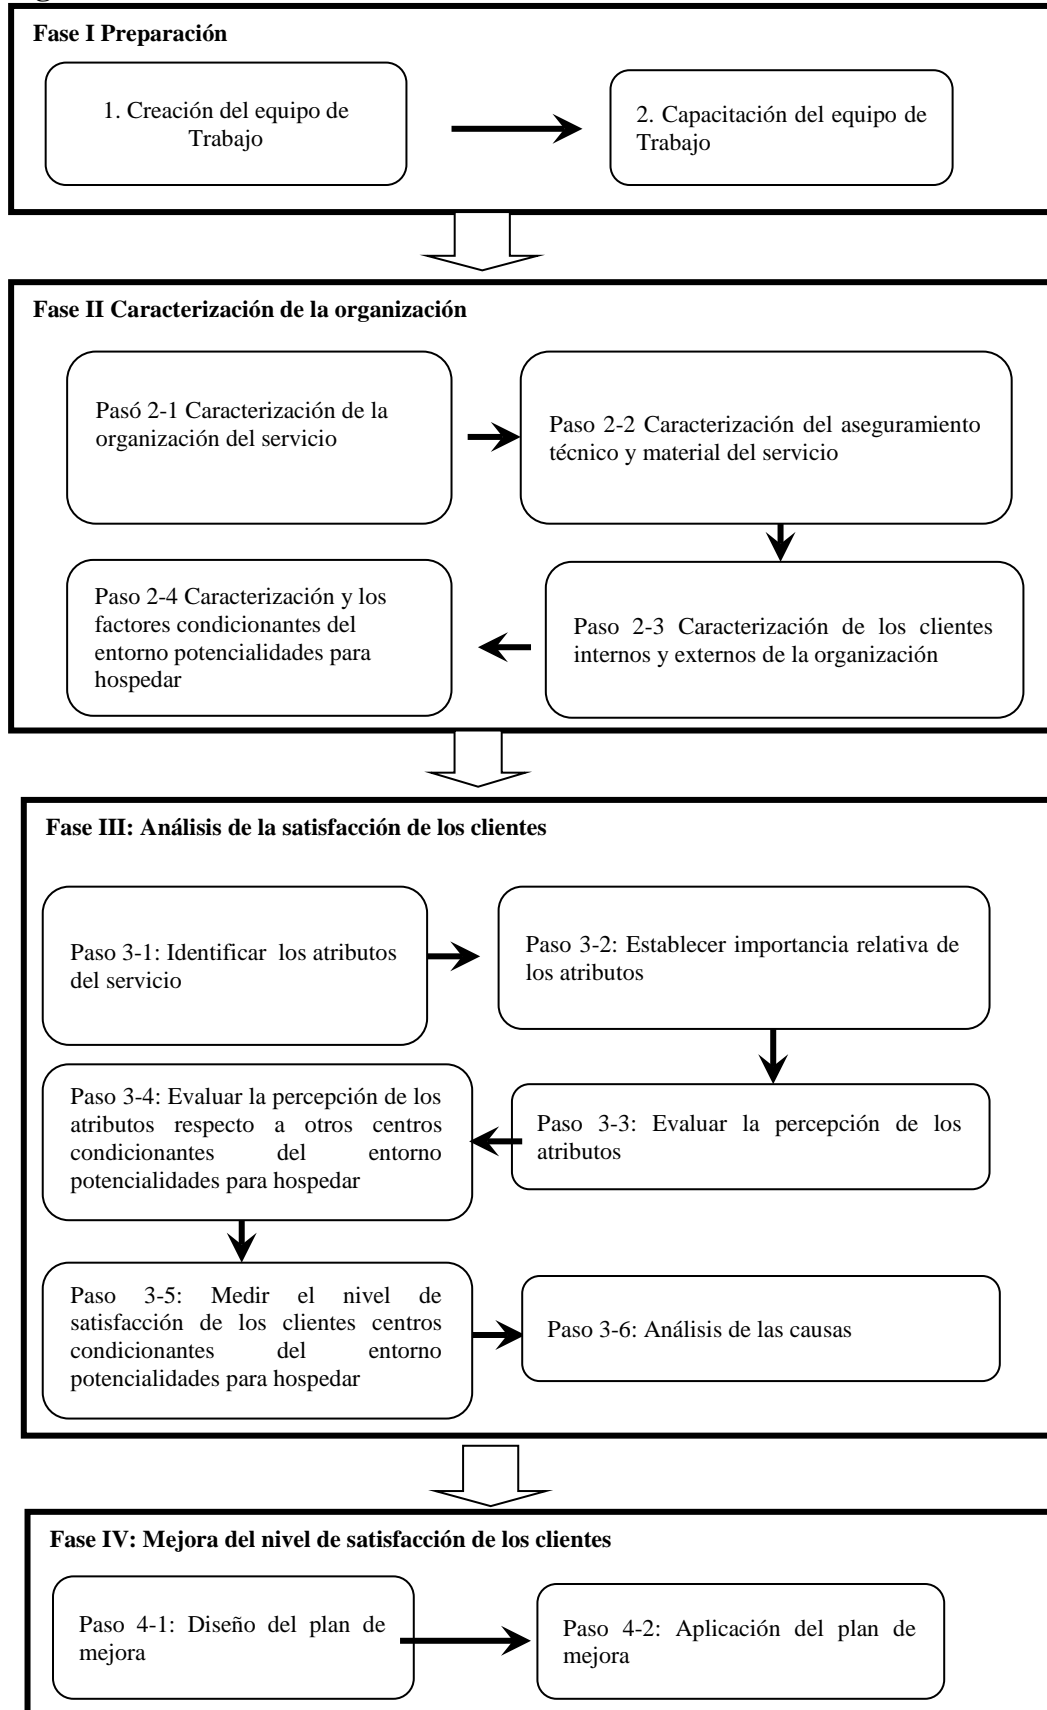 Fase I Preparación
1. Creación del equipo de
Trabajo
2. Capacitación del equipo de
Trabajo
Fase II Caracterización de la organización
Pasó 2-1 Caracterización de la
organización del servicio
Paso 2-2 Caracterización del aseguramiento
técnico y material del servicio
Paso 2-3 Caracterización de los clientes
internos y externos de la organización
Paso 2-4 Caracterización y los
factores condicionantes del
entorno potencialidades para
hospedar
Fase III: Análisis de la satisfacción de los clientes
Paso 3-1: Identificar los atributos
del servicio
Paso 3-2: Establecer importancia relativa de
los atributos
Paso 3-3: Evaluar la percepción de los
atributos
Paso 3-4: Evaluar la percepción de los
atributos respecto a otros centros
condicionantes del entorno
potencialidades para hospedar
Paso 3-5: Medir el nivel de
satisfacción de los clientes centros
condicionantes del entorno
potencialidades para hospedar
Paso 3-6: Análisis de las causas
Fase IV: Mejora del nivel de satisfacción de los clientes
Paso 4-1: Diseño del plan de
mejora
Paso 4-2: Aplicación del plan de
mejora